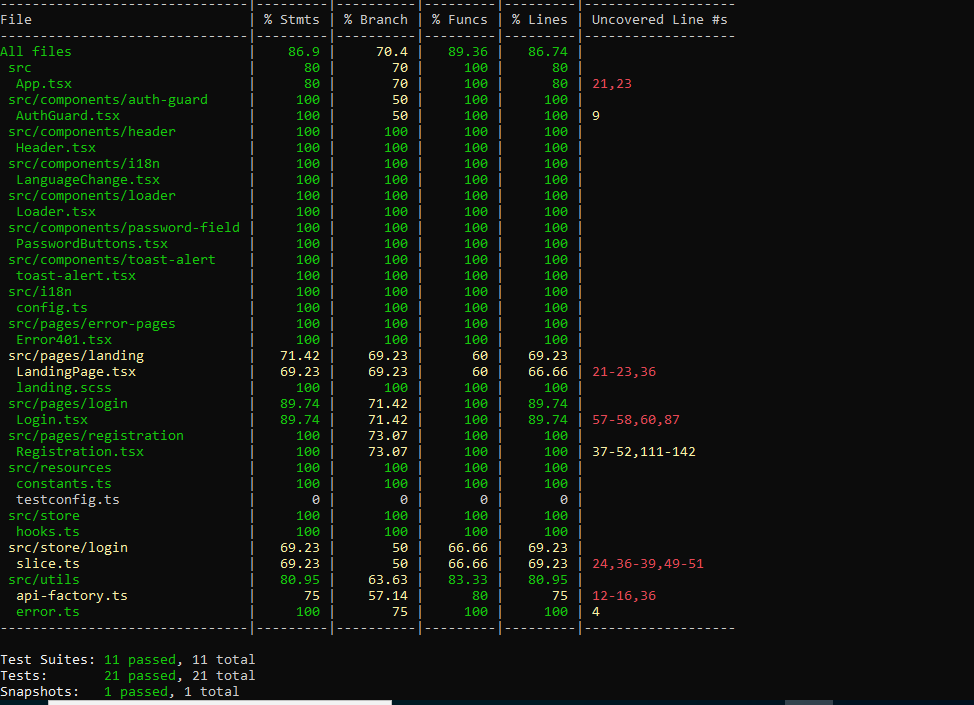 --------------------------------|---------|----------|---------|---------|-------------------
File                            | % Stmts | % Branch | % Funcs | % Lines | Uncovered Line #s
--------------------------------|---------|----------|---------|---------|-------------------
All files                       |    86.9 |     70.4 |   89.36 |   86.74 |
 src                            |      80 |       70 |     100 |      80 |
  App.tsx                       |      80 |       70 |     100 |      80 | 21,23
 src/components/auth-guard      |     100 |       50 |     100 |     100 |
  AuthGuard.tsx                 |     100 |       50 |     100 |     100 | 9
 src/components/header          |     100 |      100 |     100 |     100 |
  Header.tsx                    |     100 |      100 |     100 |     100 |
 src/components/i18n            |     100 |      100 |     100 |     100 |
  LanguageChange.tsx            |     100 |      100 |     100 |     100 |
 src/components/loader          |     100 |      100 |     100 |     100 |
  Loader.tsx                    |     100 |      100 |     100 |     100 |
 src/components/password-field  |     100 |      100 |     100 |     100 |
  PasswordButtons.tsx           |     100 |      100 |     100 |     100 |
 src/components/toast-alert     |     100 |      100 |     100 |     100 |
  toast-alert.tsx               |     100 |      100 |     100 |     100 |
 src/i18n                       |     100 |      100 |     100 |     100 |
  config.ts                     |     100 |      100 |     100 |     100 |
 src/pages/error-pages          |     100 |      100 |     100 |     100 |
  Error401.tsx                  |     100 |      100 |     100 |     100 |
 src/pages/landing              |   71.42 |    69.23 |      60 |   69.23 |
  LandingPage.tsx               |   69.23 |    69.23 |      60 |   66.66 | 21-23,36
  landing.scss                  |     100 |      100 |     100 |     100 |
 src/pages/login                |   89.74 |    71.42 |     100 |   89.74 |
  Login.tsx                     |   89.74 |    71.42 |     100 |   89.74 | 57-58,60,87
 src/pages/registration         |     100 |    73.07 |     100 |     100 |
  Registration.tsx              |     100 |    73.07 |     100 |     100 | 37-52,111-142
 src/resources                  |     100 |      100 |     100 |     100 |
  constants.ts                  |     100 |      100 |     100 |     100 |
  testconfig.ts                 |       0 |        0 |       0 |       0 |
 src/store                      |     100 |      100 |     100 |     100 |
  hooks.ts                      |     100 |      100 |     100 |     100 |
 src/store/login                |   69.23 |       50 |   66.66 |   69.23 |
  slice.ts                      |   69.23 |       50 |   66.66 |   69.23 | 24,36-39,49-51
 src/utils                      |   80.95 |    63.63 |   83.33 |   80.95 |
  api-factory.ts                |      75 |    57.14 |      80 |      75 | 12-16,36
  error.ts                      |     100 |       75 |     100 |     100 | 4
--------------------------------|---------|----------|---------|---------|-------------------
Test Suites: 11 passed, 11 total
Tests:       21 passed, 21 total
Snapshots:   1 passed, 1 total